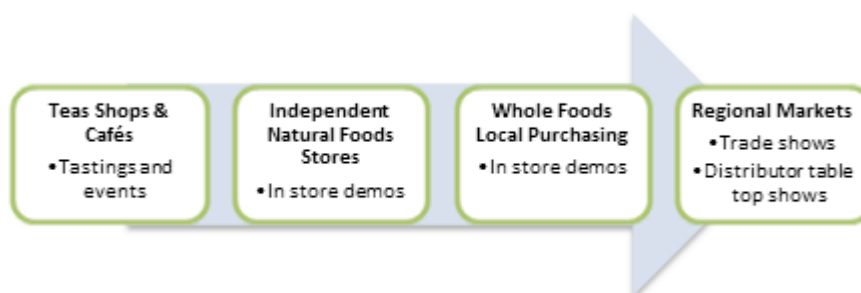 Teas Shops &
Cafés
•Tastings and
events
Independent
Natural Foods
Stores
•In store demos
Whole Foods
Local Purchasing
•In store demos
Regional Markets
•Trade shows
•Distributor table
top shows